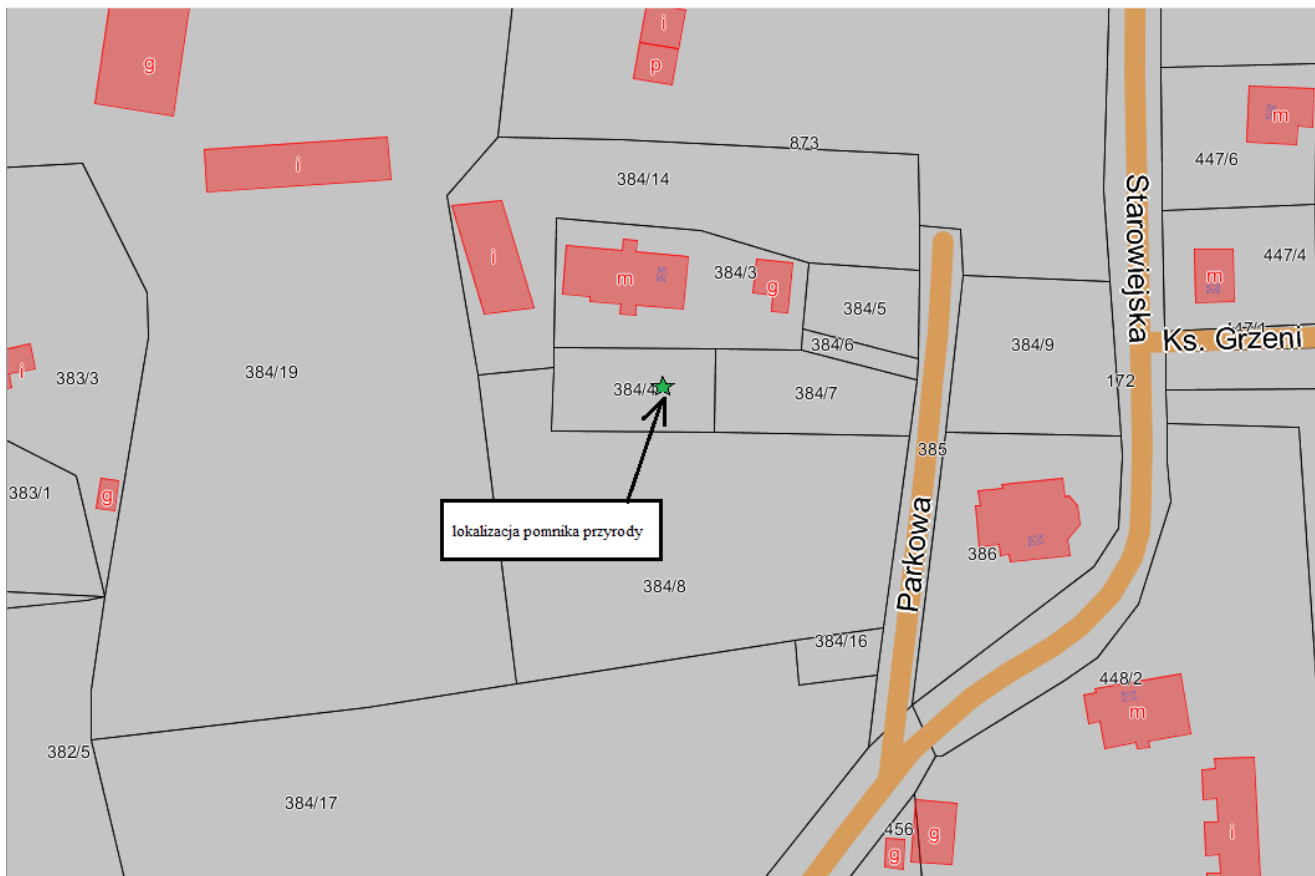 i
g
p
m
873
447/6
i
384/14
Starowiejska
i
m
384/3
g
447/4
m
384/5
447/1
Ks. Grzeni
384/6
384/9
i
383/3
384/19
172
384/4
384/7
385
383/1
g
lokalizacja pomnika przyrody
Parkowa
386
384/8
384/16
448/2
m
382/5
384/17
456
g
g
i